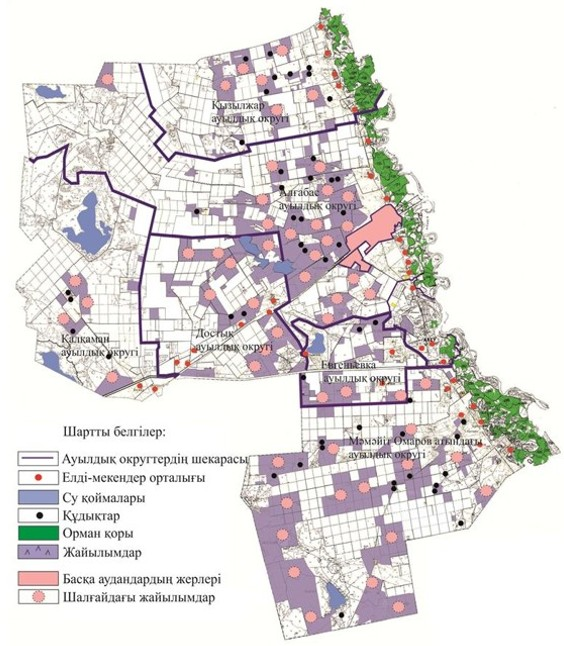 Қызылжар
ауылдық округі
Алғабас
ауылдық округі
Қалқаман
ауылдық округі
Достық
ауылдық округі
Евгеньевка
ауылдық округі
Мәмәйіт Омаров атындағы
ауылдық округі
Шартты белгілер:
Ауылдық округтердің шекарасы
Елді-мекендер орталығы
Су қоймалары
Құдықтар
Орман қоры
Жайылымдар
Басқа аудандардың жерлері
Шалғайдағы жайылымдар